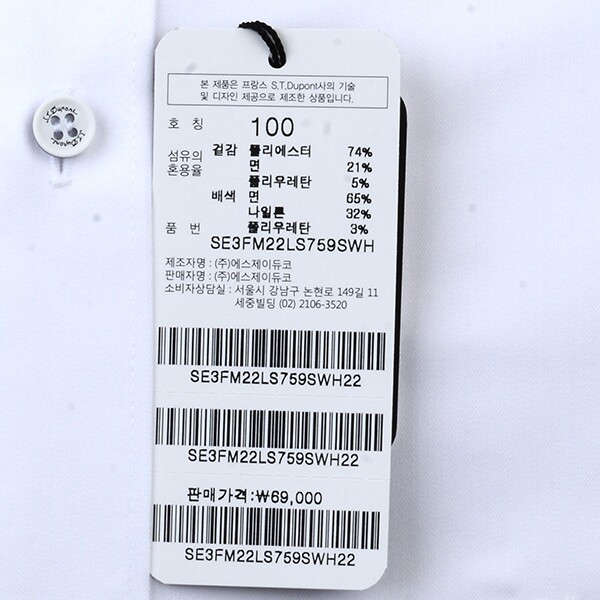 S.T.Dupont
본 제품은 프랑스 S.T.Dupont사의 기술
및 디자인 제공으로 제조한 상품입니다.
호 칭 100
섬유의 혼용율 겉감 폴리에스터 74%
면 21%
폴리우레탄 5%
배색 면 65%
나일론 32%
폴리우레탄 3%
품 번 SE3FM22LS759SWH
제조자명 : (주)에스제이듀코
판매자명 : (주)에스제이듀코
소비자상담실 : 서울시 강남구 논현로 149길 11
세중빌딩 (02) 2106-3520
SE3FM22LS759SWH22
SE3FM22LS759SWH22
판매가격:₩69,000
SE3FM22LS759SWH22